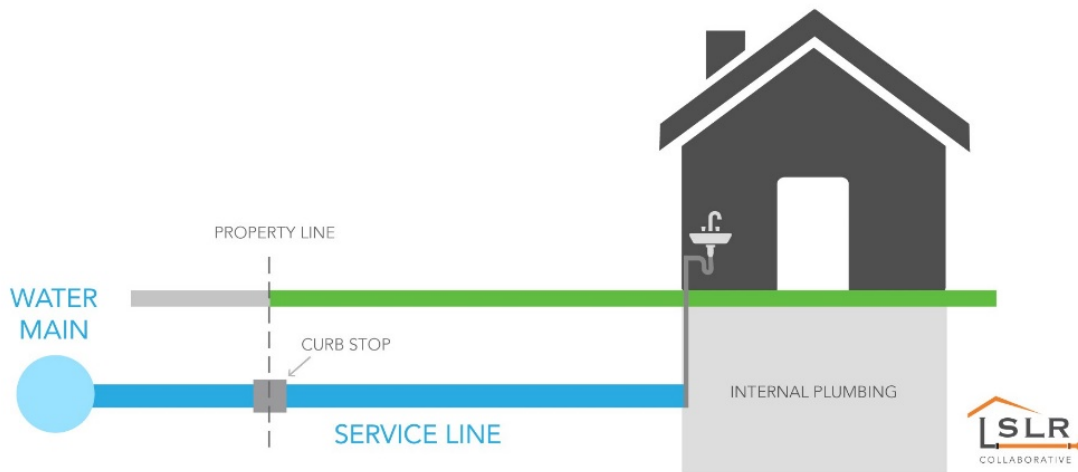 PROPERTY LINE
WATER
MAIN
CURB STOP
SERVICE LINE
INTERNAL PLUMBING
LSLR
COLLABORATIVE